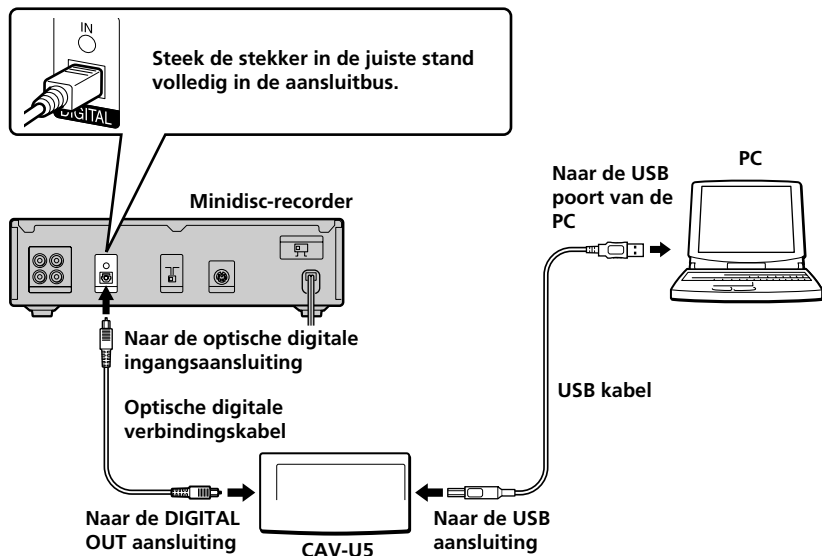 IN
DIGITAL
Steek de stekker in de juiste stand
volledig in de aansluitbus.
Minidisc-recorder
Naar de USB
poort van de
PC
PC
Naar de optische digitale
ingangsaansluiting
Optische digitale
verbindingskabel
USB kabel
Naar de DIGITAL
OUT aansluiting
CAV-U5
Naar de USB
aansluiting